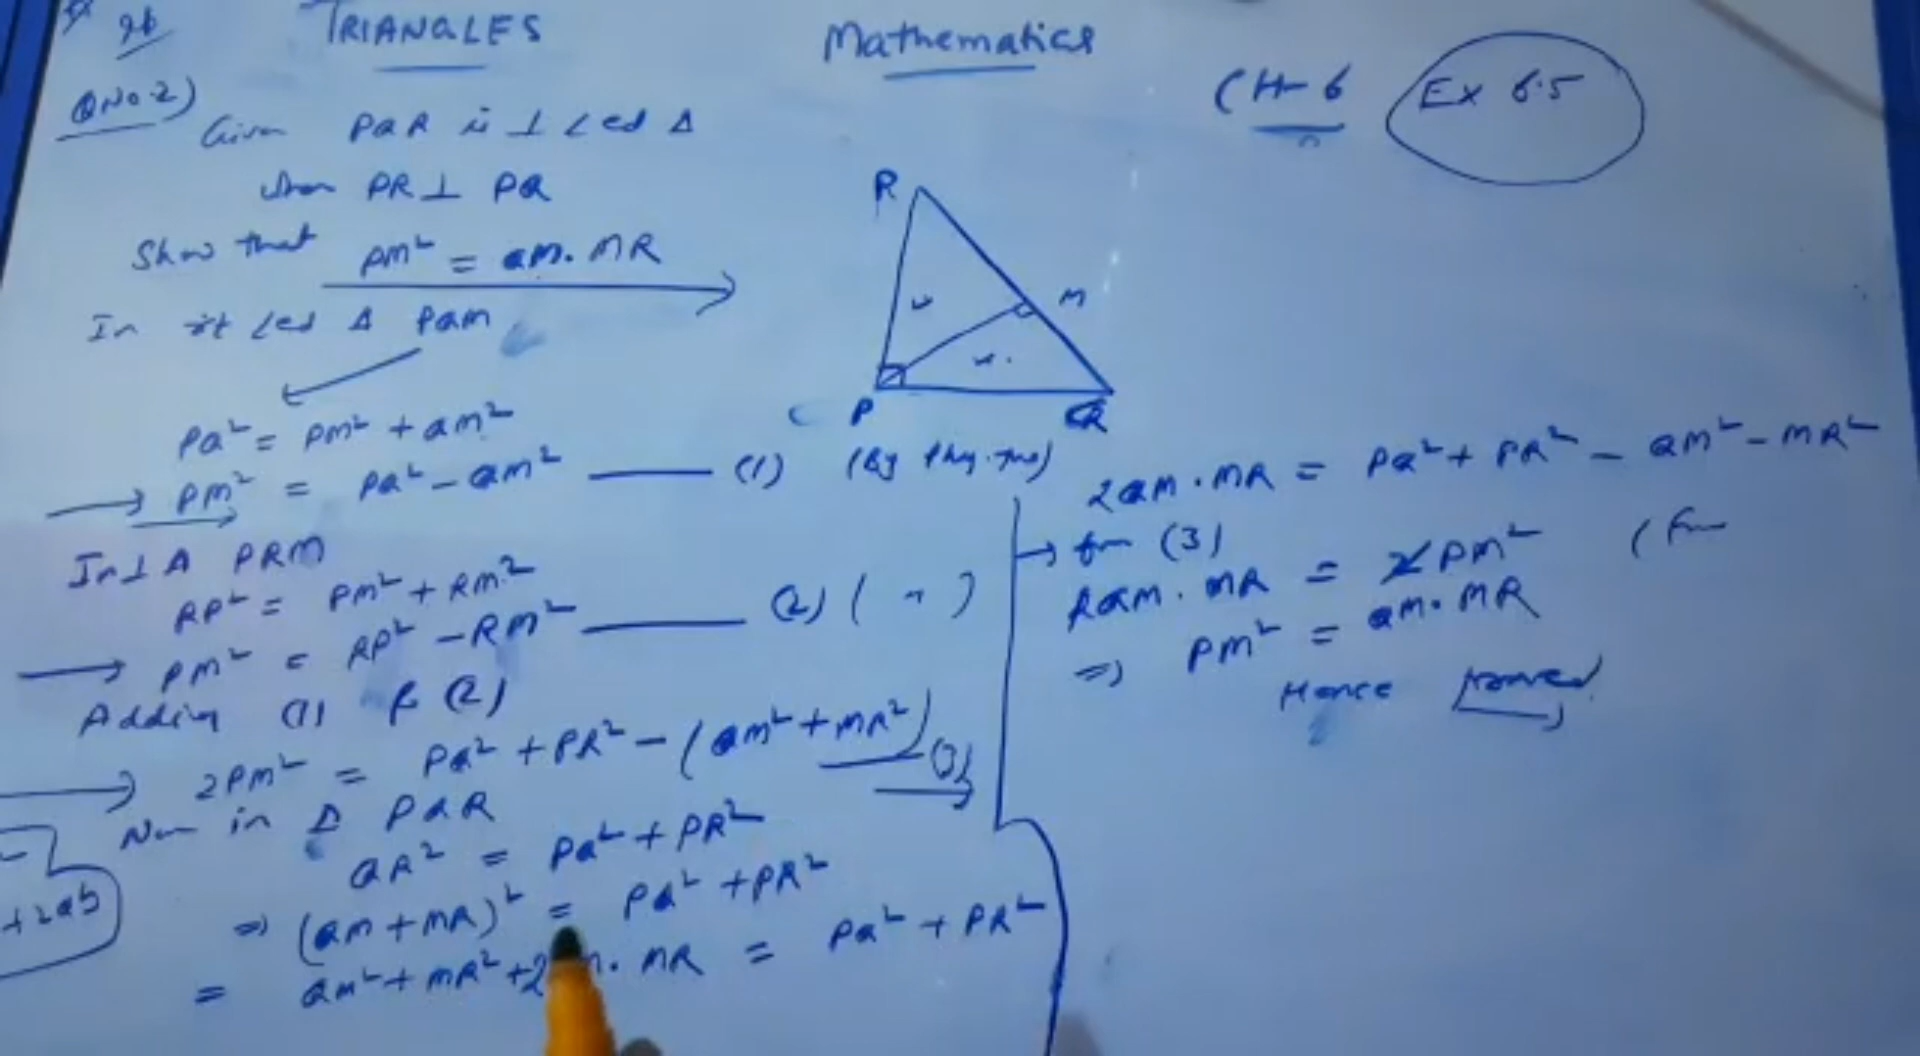 TRIANGLES
Mathematics
CH-6 Ex 6.5
QNo.2)
Given PQR is ⊥ Led Δ
when PR ⊥ PQ
Show that PM² = QM. MR
In rt Led Δ PQM
PQ² = PM² + QM²
→ PM² = PQ² - QM² —— (1) (By Phy. Theo)
In ⊥ Δ PRM
RP² = PM² + RM²
→ PM² = RP² - RM² —— (2) ( " )
Adding (1) & (2)
→ 2PM² = PQ² + PR² - (QM² + MR²) — (3)
Now in Δ PQR
QR² = PQ² + PR²
⇒ (QM + MR)² = PQ² + PR²
= QM² + MR² + 2 M. MR = PQ² + PR²
+2ab
R
M
P
Q
2QM . MR = PQ² + PR² - QM² - MR²
→ from (3)
2QM . MR = 2PM²
⇒ PM² = QM. MR
Hence Proved